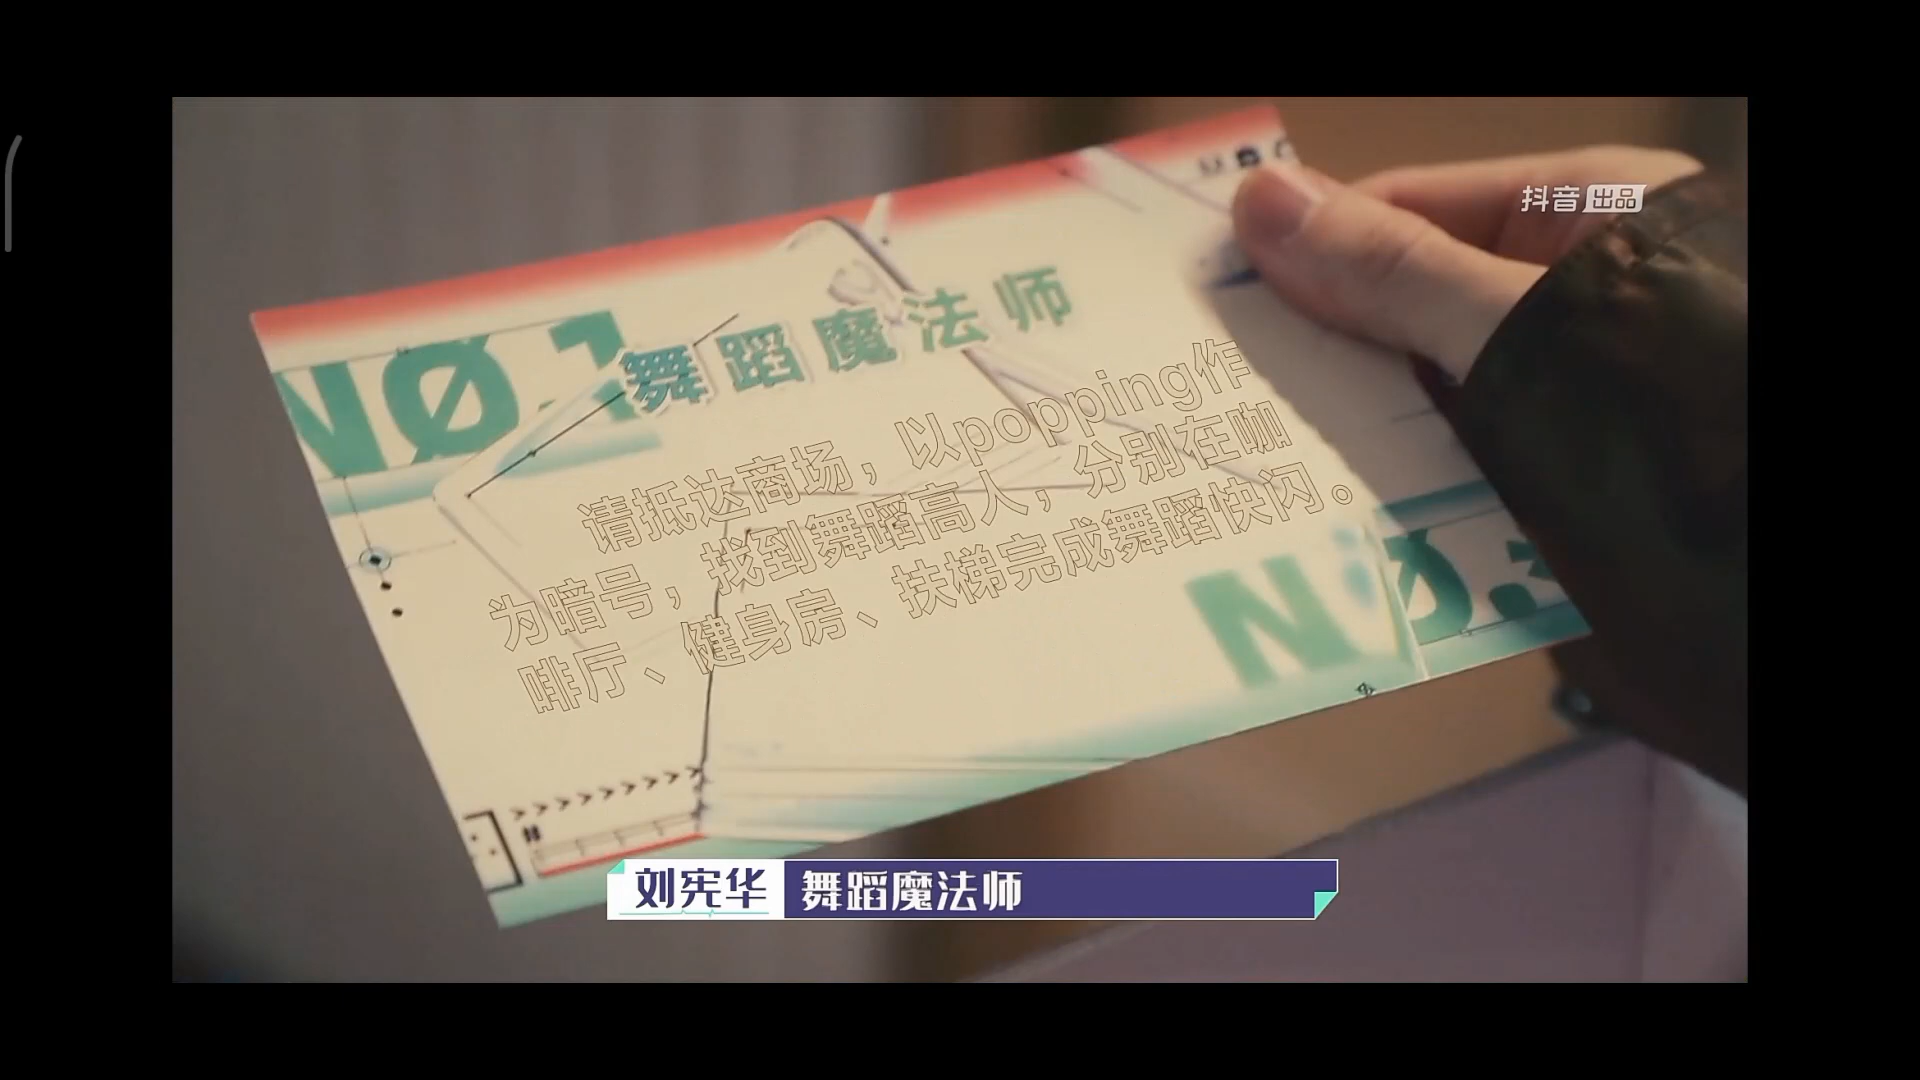 抖音出品
NØ.1
舞蹈魔法师
请抵达商场，以popping作
为暗号，找到舞蹈高人，分别在咖
啡厅、健身房、扶梯完成舞蹈快闪。
刘宪华 舞蹈魔法师